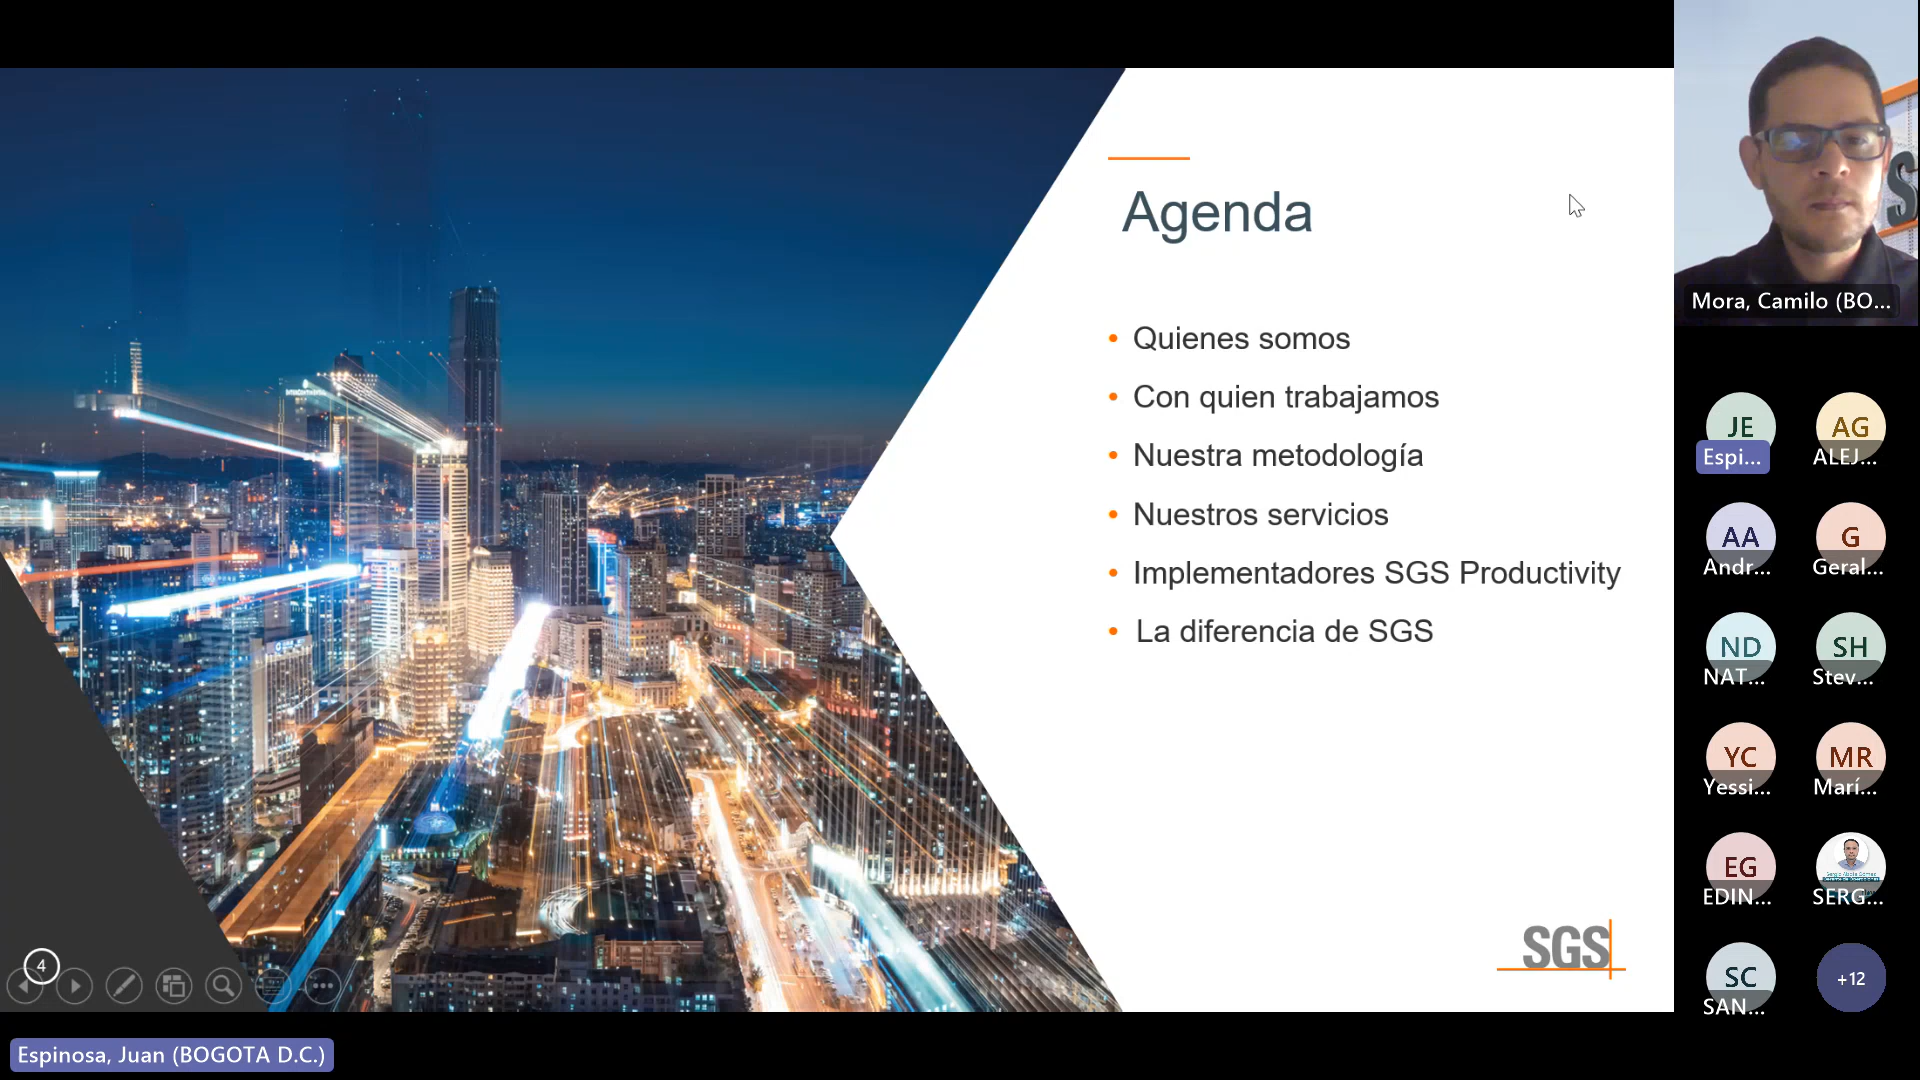 Agenda
• Quienes somos
• Con quien trabajamos
• Nuestra metodología
• Nuestros servicios
• Implementadores SGS Productivity
• La diferencia de SGS
SGS
4
Espinosa, Juan (BOGOTA D.C.)
Mora, Camilo (BO...
JE
Espi...
AG
ALEJ...
AA
Andr...
G
Geral...
ND
NAT...
SH
Stev...
YC
Yessi...
MR
Marí...
EG
EDIN...
SERG...
SC
SAN...
+12